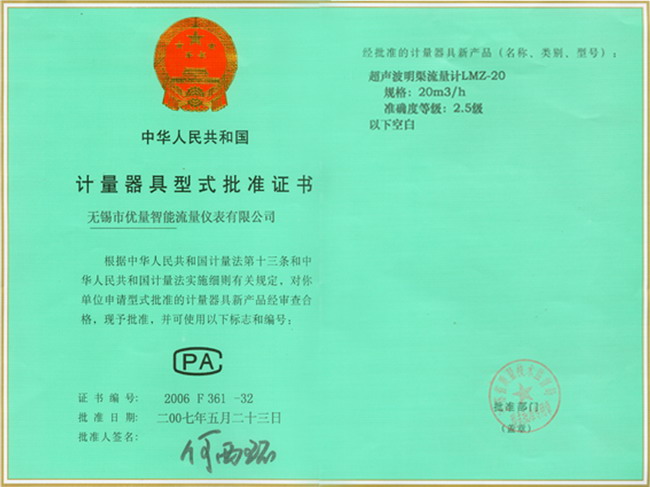 中华人民共和国
计量器具型式批准证书
无锡市优量智能流量仪表有限公司
根据中华人民共和国计量法第十三条和中
华人民共和国计量法实施细则有关规定，对你
单位申请型式批准的计量器具新产品经审查合
格，现予批准，并可使用以下标志和编号：
CPA
证书编号： 2006 F 361 -32
批准日期： 二00七年五月二十三日
批准人签名：
经批准的计量器具新产品（名称、类别、型号）：
超声波明渠流量计LMZ-20
规格：20m3/h
准确度等级：2.5级
以下空白
批准部门
（盖章）